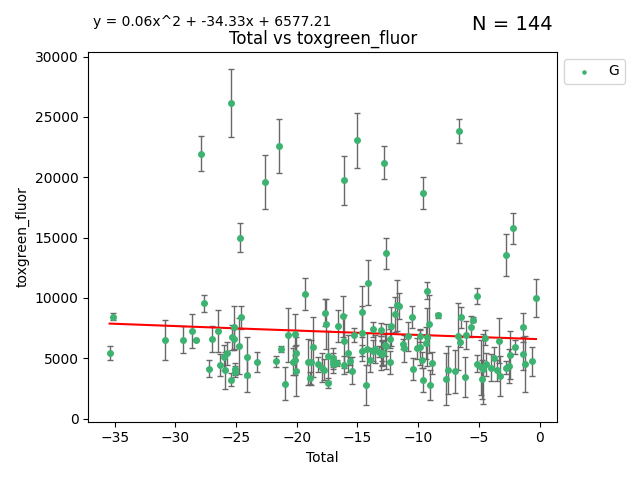 y = 0.06x^2 + -34.33x + 6577.21
N = 144
Total vs toxgreen_fluor
G
toxgreen_fluor
30000
25000
20000
15000
10000
5000
0
−35 −30 −25 −20 −15 −10 −5 0
Total